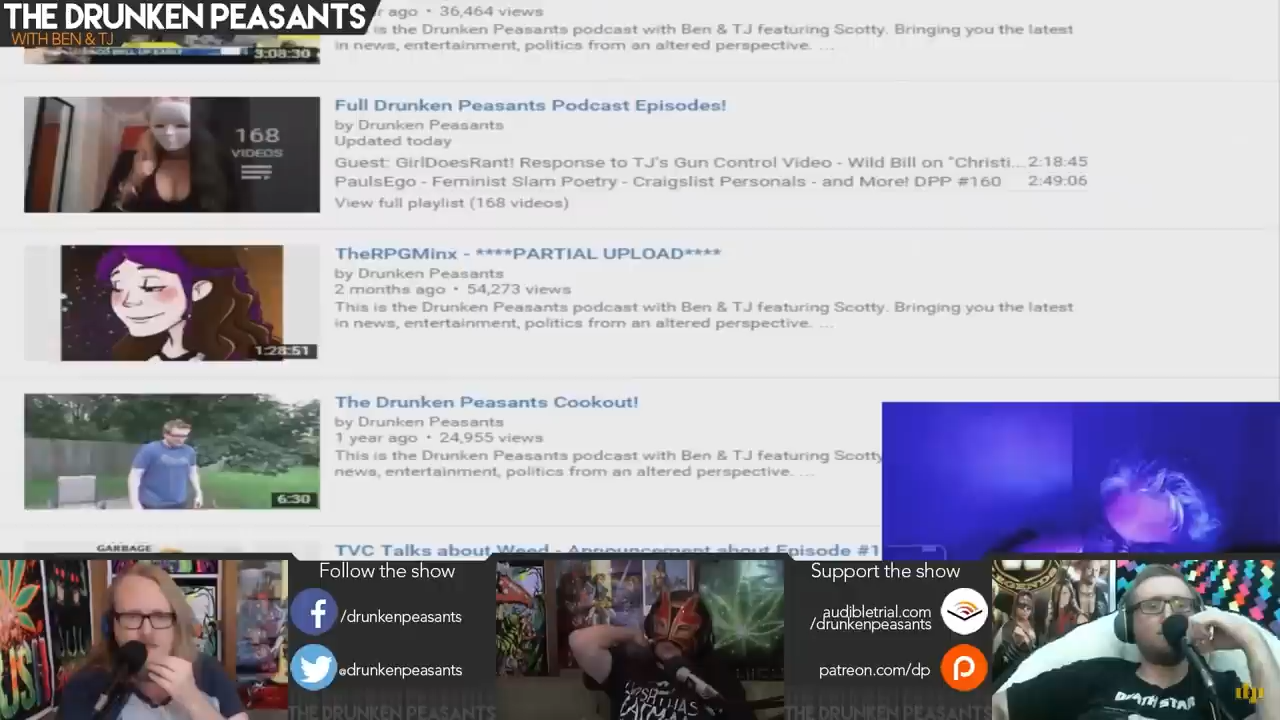 THE DRUNKEN PEASANTS
WITH BEN & TJ
ago • 36,464 views
is the Drunken Peasants podcast with Ben & TJ featuring Scotty. Bringing you the latest
in news, entertainment, politics from an altered perspective. ...
3:08:30
Full Drunken Peasants Podcast Episodes!
by Drunken Peasants
Updated today
168
VIDEOS
Guest: GirlDoesRant! Response to TJ's Gun Control Video - Wild Bill on "Christi... 2:18:45
PaulsEgo - Feminist Slam Poetry - Craigslist Personals - and More! DPP #160 2:49:06
View full playlist (168 videos)
TheRPGMinx - ****PARTIAL UPLOAD****
by Drunken Peasants
2 months ago • 54,273 views
This is the Drunken Peasants podcast with Ben & TJ featuring Scotty. Bringing you the latest
in news, entertainment, politics from an altered perspective. ...
1:28:51
The Drunken Peasants Cookout!
by Drunken Peasants
1 year ago • 24,955 views
This is the Drunken Peasants podcast with Ben & TJ featuring Scotty
news, entertainment, politics from an altered perspective. ...
6:30
GARBAGE
TVC Talks about Weed - Announcement about Episode #1
Follow the show
/drunkenpeasants
@drunkenpeasants
Support the show
audibletrial.com
/drunkenpeasants
patreon.com/dp
DEATH STAR
THE DRUNKEN PEASANTS
THE DRUNKEN PEASANTS